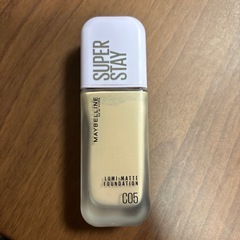 SUPER
STAY
MAYBELLINE
NEW YORK
LUMI-MATTE
FOUNDATION
C05